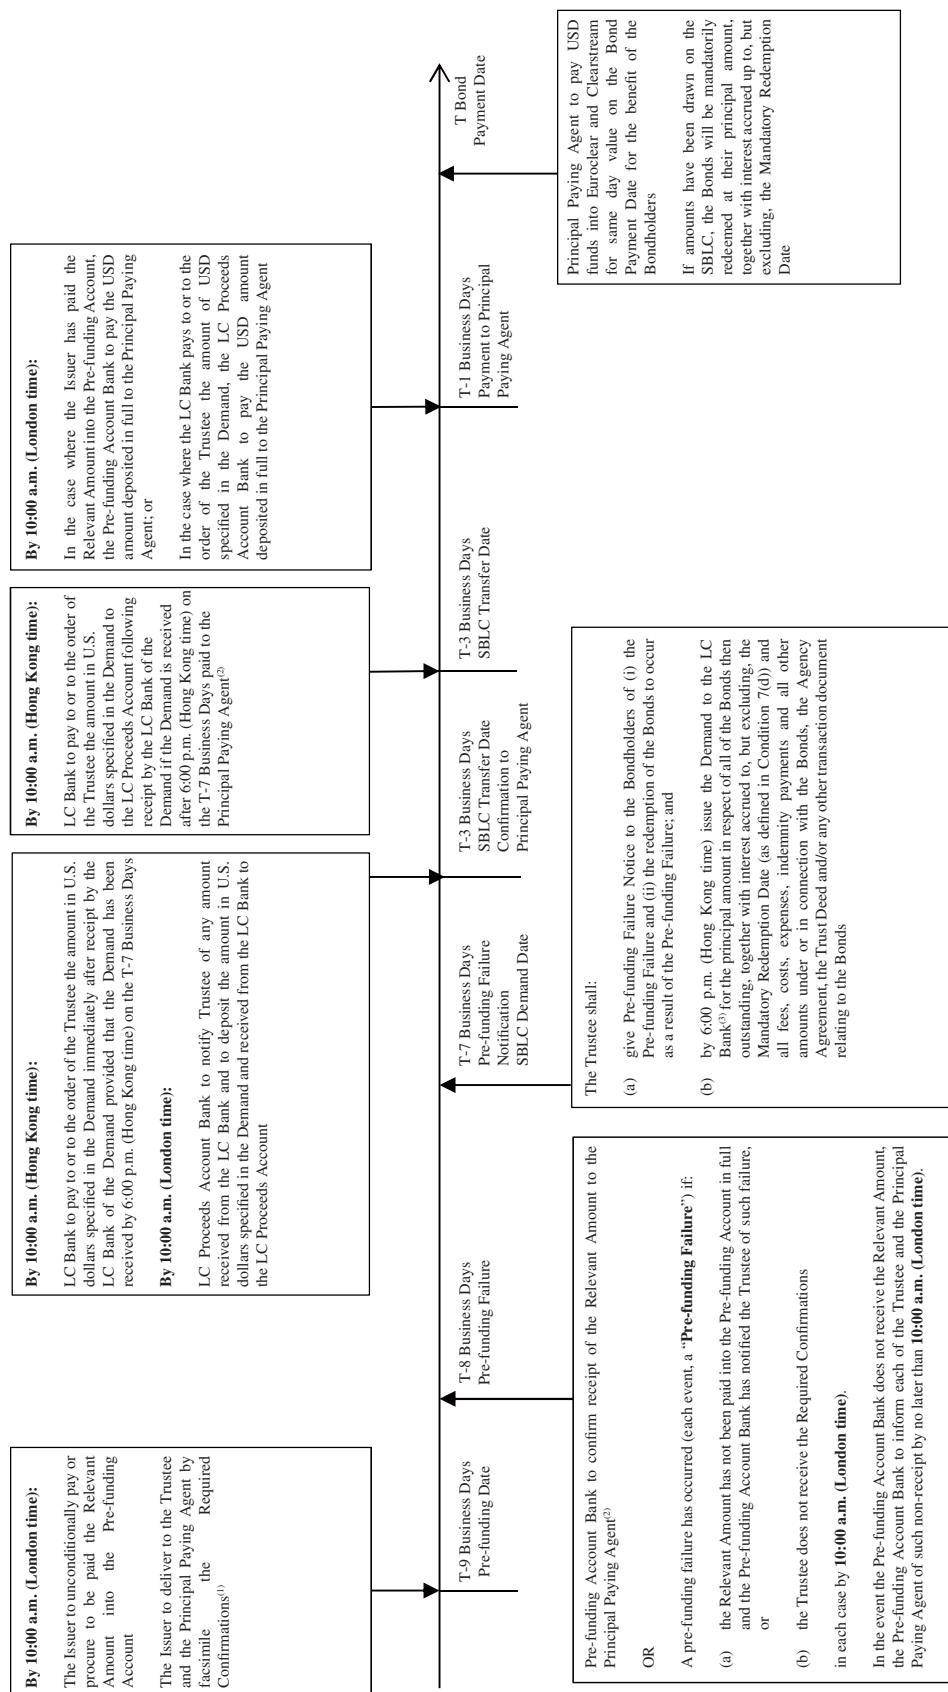 By 10:00 a.m. (London time):
The Issuer to unconditionally pay or
procure to be paid the Relevant
Amount into the Pre-funding
Account
The Issuer to deliver to the Trustee
and the Principal Paying Agent by
facsimile the Required
Confirmations(1)
By 10:00 a.m. (Hong Kong time):
LC Bank to pay to or to the order of the Trustee the amount in U.S.
dollars specified in the Demand immediately after receipt by the
LC Bank of the Demand provided that the Demand has been
received by 6:00 p.m. (Hong Kong time) on the T-7 Business Days
By 10:00 a.m. (London time):
LC Proceeds Account Bank to notify Trustee of any amount
received from the LC Bank and to deposit the amount in U.S.
dollars specified in the Demand and received from the LC Bank to
the LC Proceeds Account
By 10:00 a.m. (Hong Kong time):
LC Bank to pay to or to the order of
the Trustee the amount in U.S.
dollars specified in the Demand to
the LC Proceeds Account following
receipt by the LC Bank of the
Demand if the Demand is received
after 6:00 p.m. (Hong Kong time) on
the T-7 Business Days paid to the
Principal Paying Agent(2)
By 10:00 a.m. (London time):
In the case where the Issuer has paid the
Relevant Amount into the Pre-funding Account,
the Pre-funding Account Bank to pay the USD
amount deposited in full to the Principal Paying
Agent; or
In the case where the LC Bank pays to or to the
order of the Trustee the amount of USD
specified in the Demand, the LC Proceeds
Account Bank to pay the USD amount
deposited in full to the Principal Paying Agent
T-9 Business Days
Pre-funding Date
T-8 Business Days
Pre-funding Failure
T-7 Business Days
Pre-funding Failure
Notification
SBLC Demand Date
T-3 Business Days
SBLC Transfer Date
Confirmation to
Principal Paying Agent
T-3 Business Days
SBLC Transfer Date
T-1 Business Days
Payment to Principal
Paying Agent
T Bond
Payment Date
Pre-funding Account Bank to confirm receipt of the Relevant Amount to the
Principal Paying Agent(2)
OR
A pre-funding failure has occurred (each event, a “Pre-funding Failure”) if:
(a) the Relevant Amount has not been paid into the Pre-funding Account in full
and the Pre-funding Account Bank has notified the Trustee of such failure,
or
(b) the Trustee does not receive the Required Confirmations
in each case by 10:00 a.m. (London time).
In the event the Pre-funding Account Bank does not receive the Relevant Amount,
the Pre-funding Account Bank to inform each of the Trustee and the Principal
Paying Agent of such non-receipt by no later than 10:00 a.m. (London time).
The Trustee shall:
(a) give Pre-funding Failure Notice to the Bondholders of (i) the
Pre-funding Failure and (ii) the redemption of the Bonds to occur
as a result of the Pre-funding Failure; and
(b) by 6:00 p.m. (Hong Kong time) issue the Demand to the LC
Bank(3) for the principal amount in respect of all of the Bonds then
outstanding, together with interest accrued to, but excluding, the
Mandatory Redemption Date (as defined in Condition 7(d)) and
all fees, costs, expenses, indemnity payments and all other
amounts under or in connection with the Bonds, the Agency
Agreement, the Trust Deed and/or any other transaction document
relating to the Bonds
Principal Paying Agent to pay USD
funds into Euroclear and Clearstream
for same day value on the Bond
Payment Date for the benefit of the
Bondholders
If amounts have been drawn on the
SBLC, the Bonds will be mandatorily
redeemed at their principal amount,
together with interest accrued up to, but
excluding, the Mandatory Redemption
Date